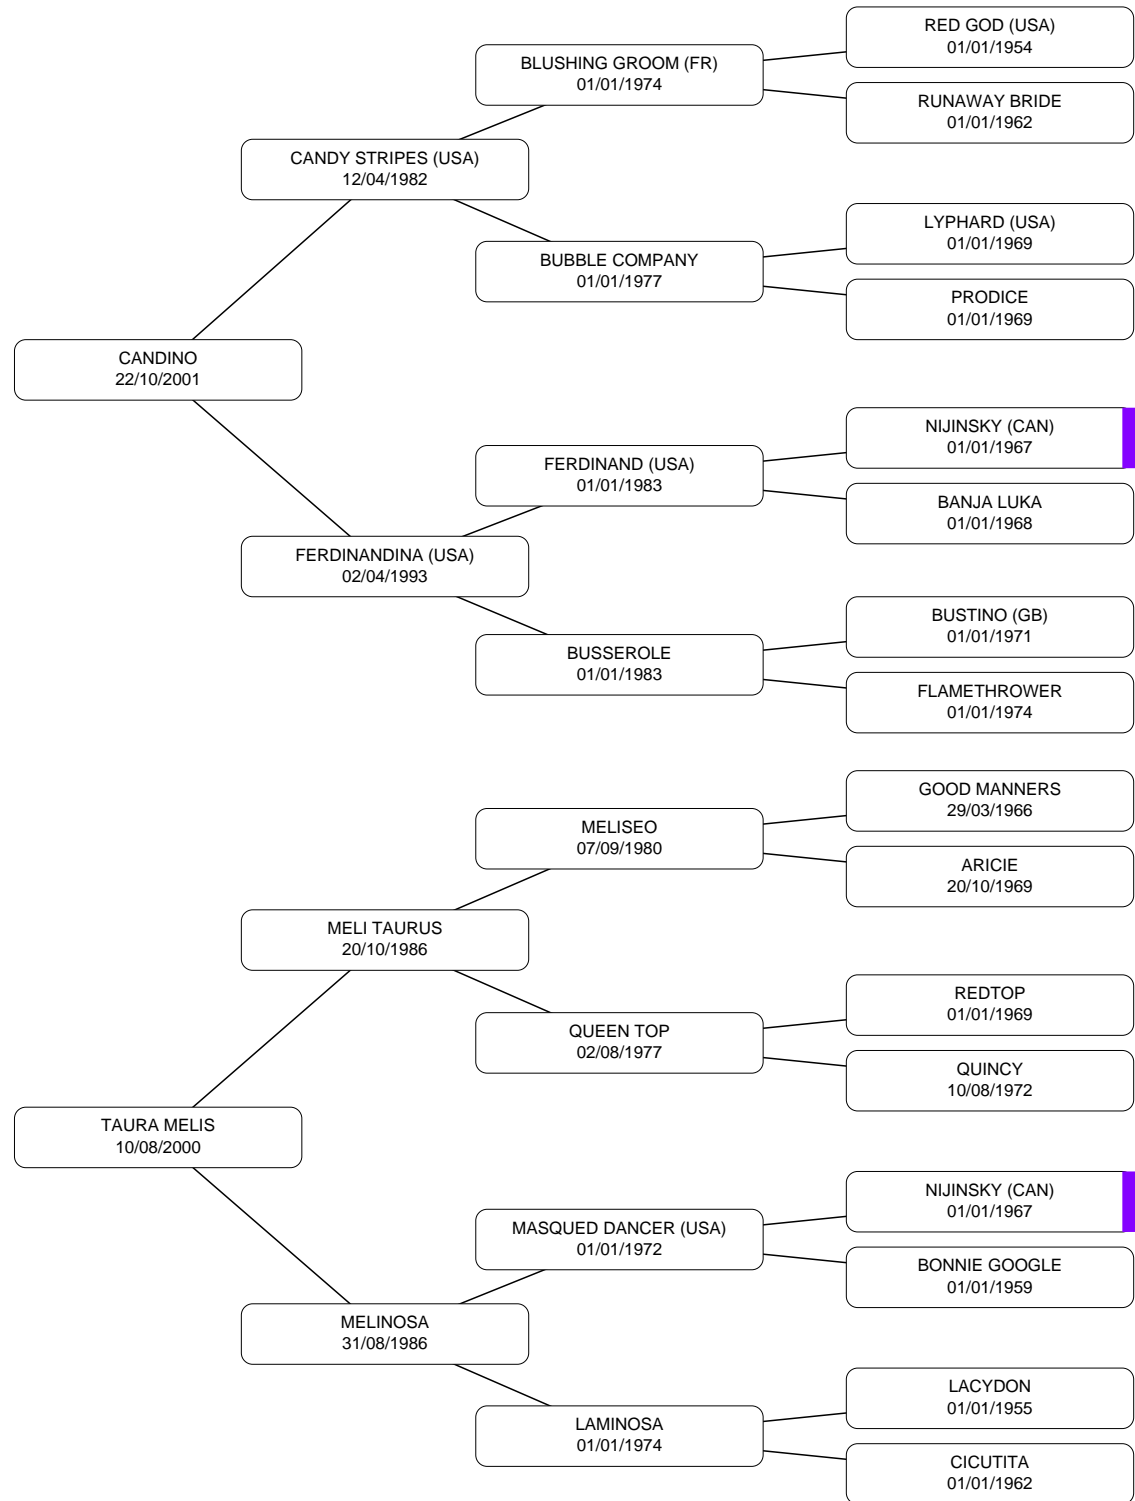 RED GOD (USA)
01/01/1954
BLUSHING GROOM (FR)
01/01/1974
RUNAWAY BRIDE
01/01/1962
CANDY STRIPES (USA)
12/04/1982
LYPHARD (USA)
01/01/1969
BUBBLE COMPANY
01/01/1977
PRODICE
01/01/1969
CANDINO
22/10/2001
NIJINSKY (CAN)
01/01/1967
FERDINAND (USA)
01/01/1983
BANJA LUKA
01/01/1968
FERDINANDINA (USA)
02/04/1993
BUSTINO (GB)
01/01/1971
BUSSEROLE
01/01/1983
FLAMETHROWER
01/01/1974
GOOD MANNERS
29/03/1966
MELISEO
07/09/1980
ARICIE
20/10/1969
MELI TAURUS
20/10/1986
REDTOP
01/01/1969
QUEEN TOP
02/08/1977
QUINCY
10/08/1972
TAURA MELIS
10/08/2000
NIJINSKY (CAN)
01/01/1967
MASQUED DANCER (USA)
01/01/1972
BONNIE GOOGLE
01/01/1959
MELINOSA
31/08/1986
LACYDON
01/01/1955
LAMINOSA
01/01/1974
CICUTITA
01/01/1962